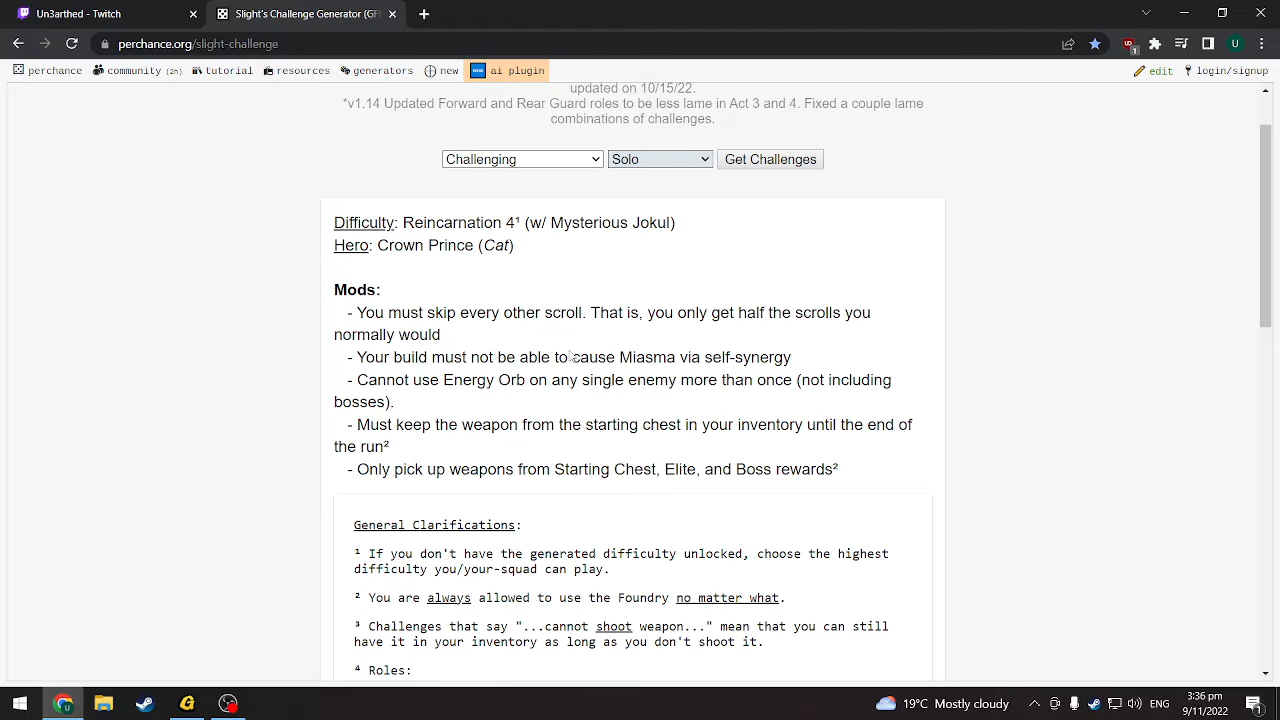 Un3arthed - Twitch
Slight's Challenge Generator (GF
perchance.org/slight-challenge
perchance
community (2n)
tutorial
resources
generators
new
ai plugin
edit
login/signup
updated on 10/15/22.
*v1.14 Updated Forward and Rear Guard roles to be less lame in Act 3 and 4. Fixed a couple lame
combinations of challenges.
Challenging
Solo
Get Challenges
Difficulty: Reincarnation 4¹ (w/ Mysterious Jokul)
Hero: Crown Prince (Cat)
Mods:
- You must skip every other scroll. That is, you only get half the scrolls you
normally would
- Your build must not be able to cause Miasma via self-synergy
- Cannot use Energy Orb on any single enemy more than once (not including
bosses).
- Must keep the weapon from the starting chest in your inventory until the end of
the run²
- Only pick up weapons from Starting Chest, Elite, and Boss rewards²
General Clarifications:
¹ If you don't have the generated difficulty unlocked, choose the highest
difficulty you/your-squad can play.
² You are always allowed to use the Foundry no matter what.
³ Challenges that say "...cannot shoot weapon..." mean that you can still
have it in your inventory as long as you don't shoot it.
⁴ Roles:
19°C Mostly cloudy
ENG
3:36 pm
9/11/2022